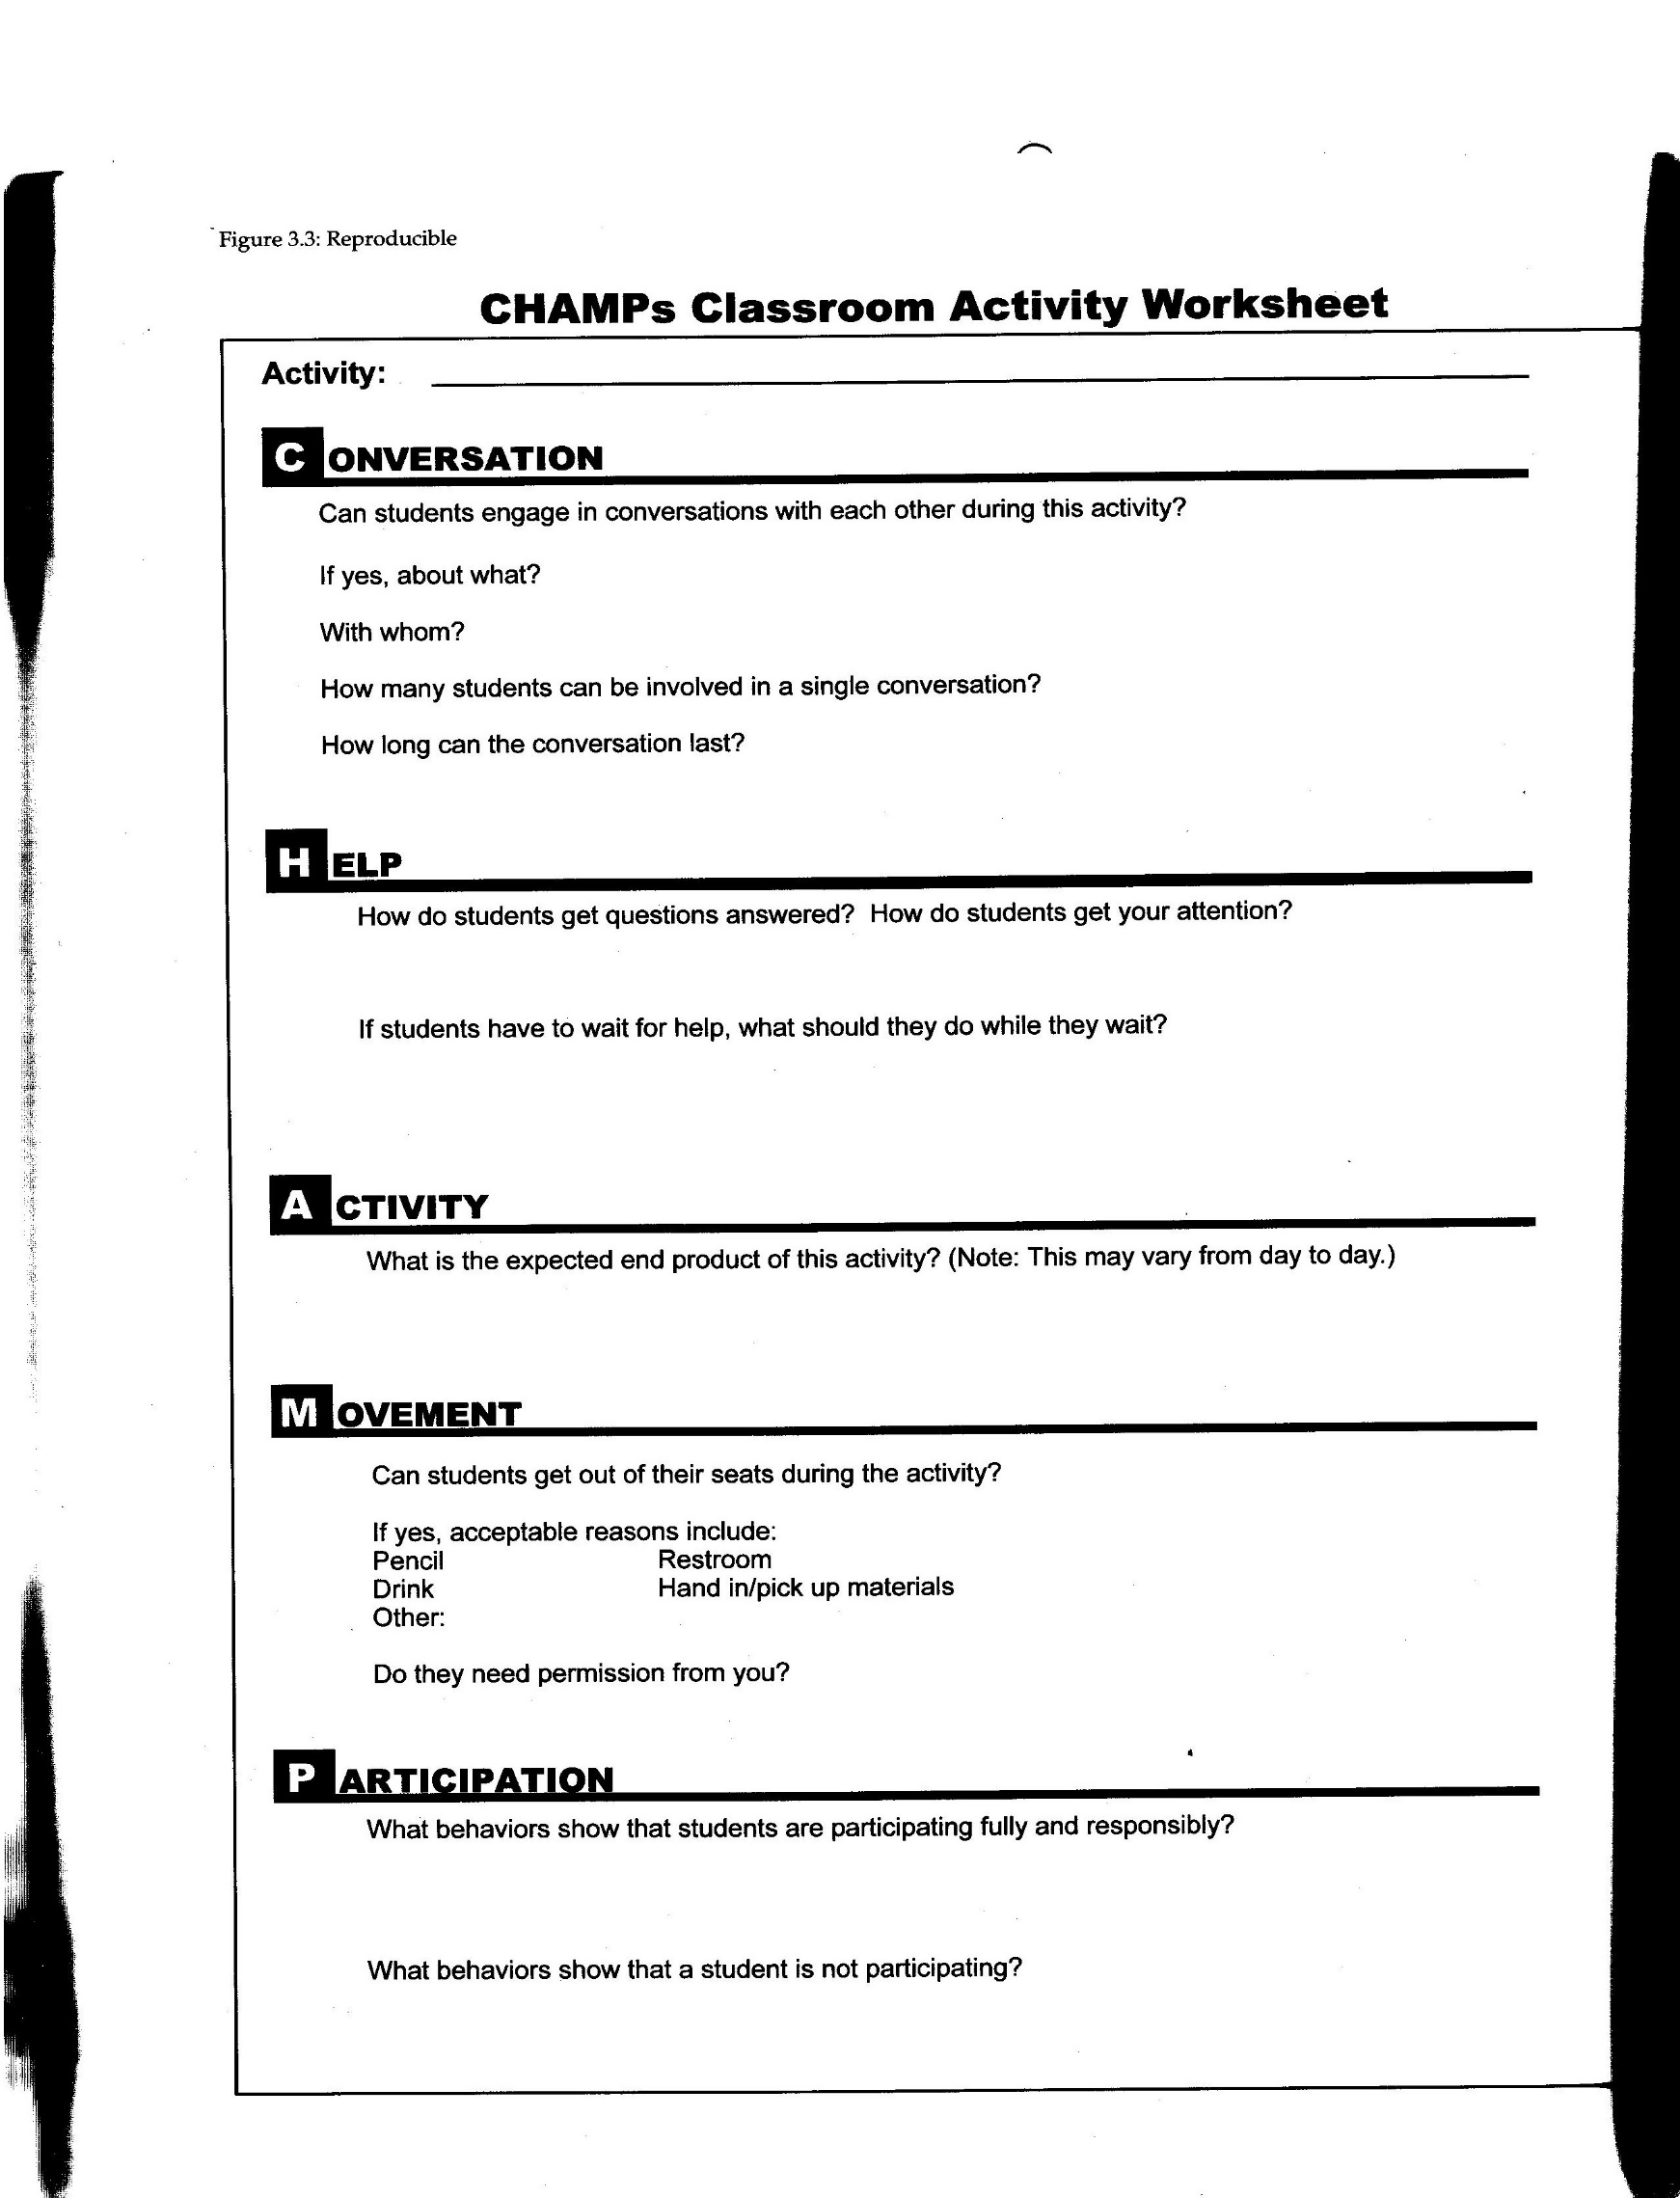 Figure 3.3: Reproducible
CHAMPs Classroom Activity Worksheet
Activity:
CONVERSATION
Can students engage in conversations with each other during this activity?
If yes, about what?
With whom?
How many students can be involved in a single conversation?
How long can the conversation last?
HELP
How do students get questions answered? How do students get your attention?
If students have to wait for help, what should they do while they wait?
ACTIVITY
What is the expected end product of this activity? (Note: This may vary from day to day.)
MOVEMENT
Can students get out of their seats during the activity?
If yes, acceptable reasons include:
Pencil Restroom
Drink Hand in/pick up materials
Other:
Do they need permission from you?
PARTICIPATION
What behaviors show that students are participating fully and responsibly?
What behaviors show that a student is not participating?